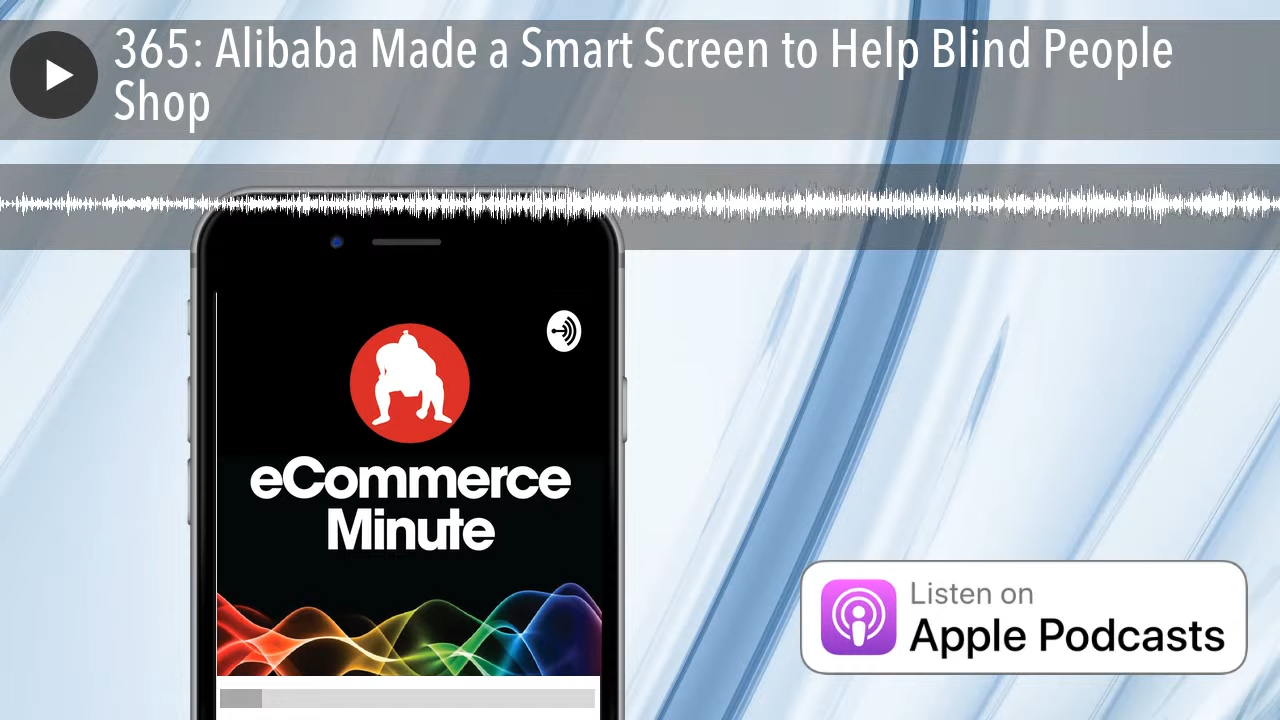 365: Alibaba Made a Smart Screen to Help Blind People
Shop
eCommerce
Minute
Listen on
Apple Podcasts